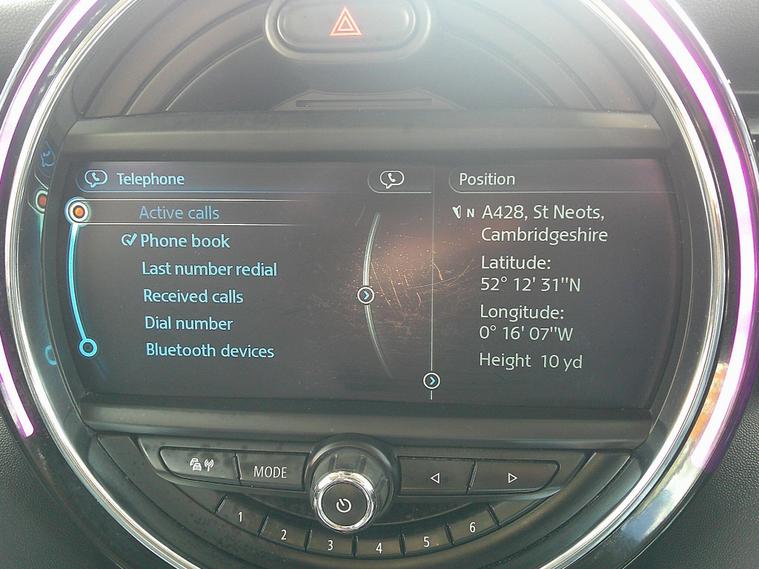 Telephone
Active calls
Phone book
Last number redial
Received calls
Dial number
Bluetooth devices
Position
N A428, St Neots,
Cambridgeshire
Latitude:
52° 12' 31"N
Longitude:
0° 16' 07"W
Height 10 yd
MODE
1 2 3 4 5 6